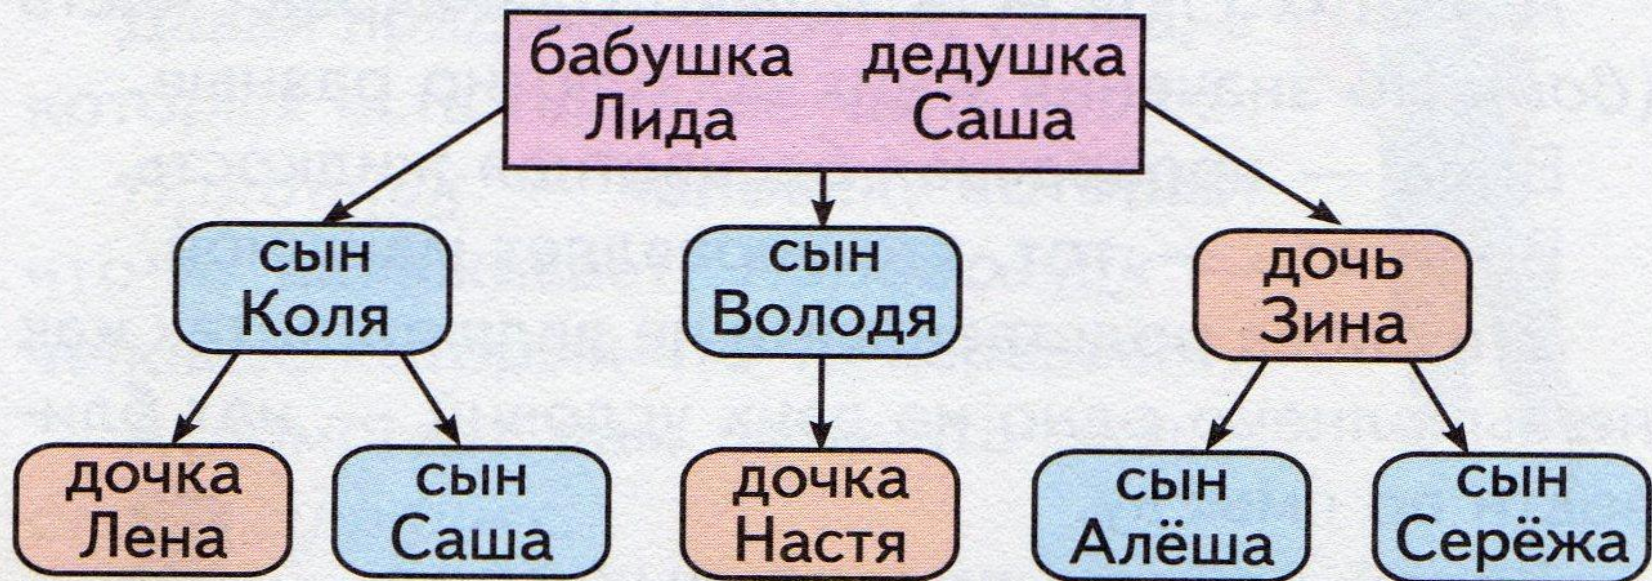 бабушка дедушка
Лида Саша
сын
Коля
сын
Володя
дочь
Зина
дочка
Лена
сын
Саша
дочка
Настя
сын
Алёша
сын
Серёжа